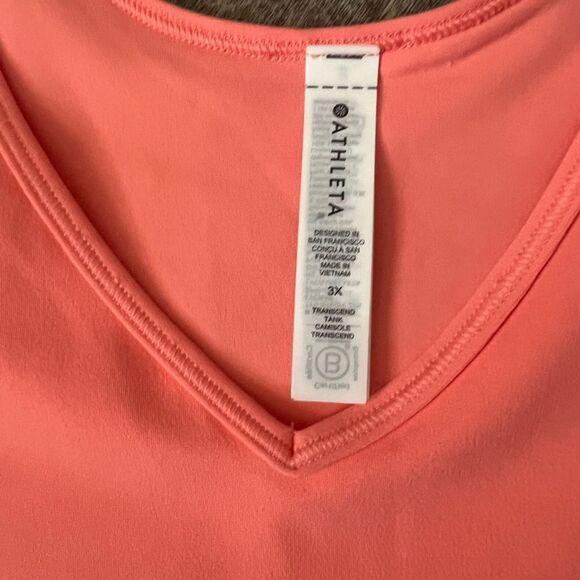 ATHLETA
DESIGNED IN
SAN FRANCISCO
CONÇU À SAN
FRANCISCO
MADE IN
VIETNAM
3X
TRANSCEND
TANK
CAMISOLE
TRANSCEND
B